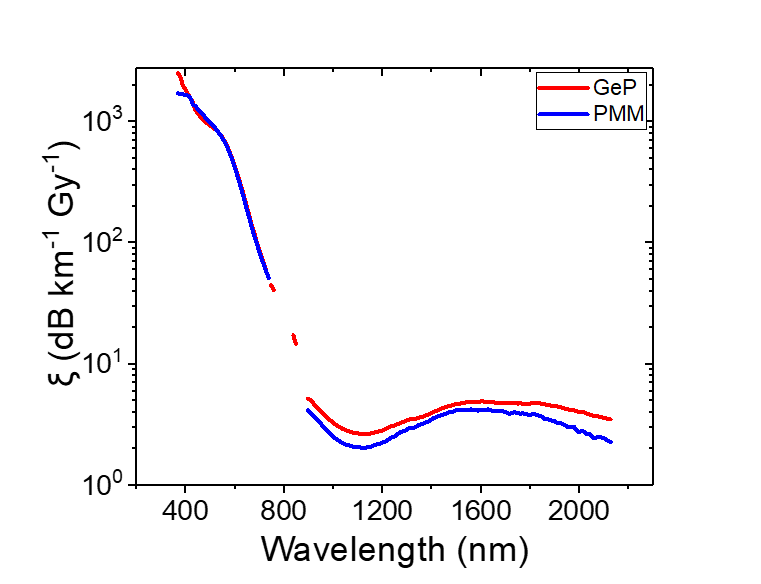 GeP
PMM
10³
10²
10¹
10⁰
ξ (dB km⁻¹ Gy⁻¹)
400 800 1200 1600 2000
Wavelength (nm)